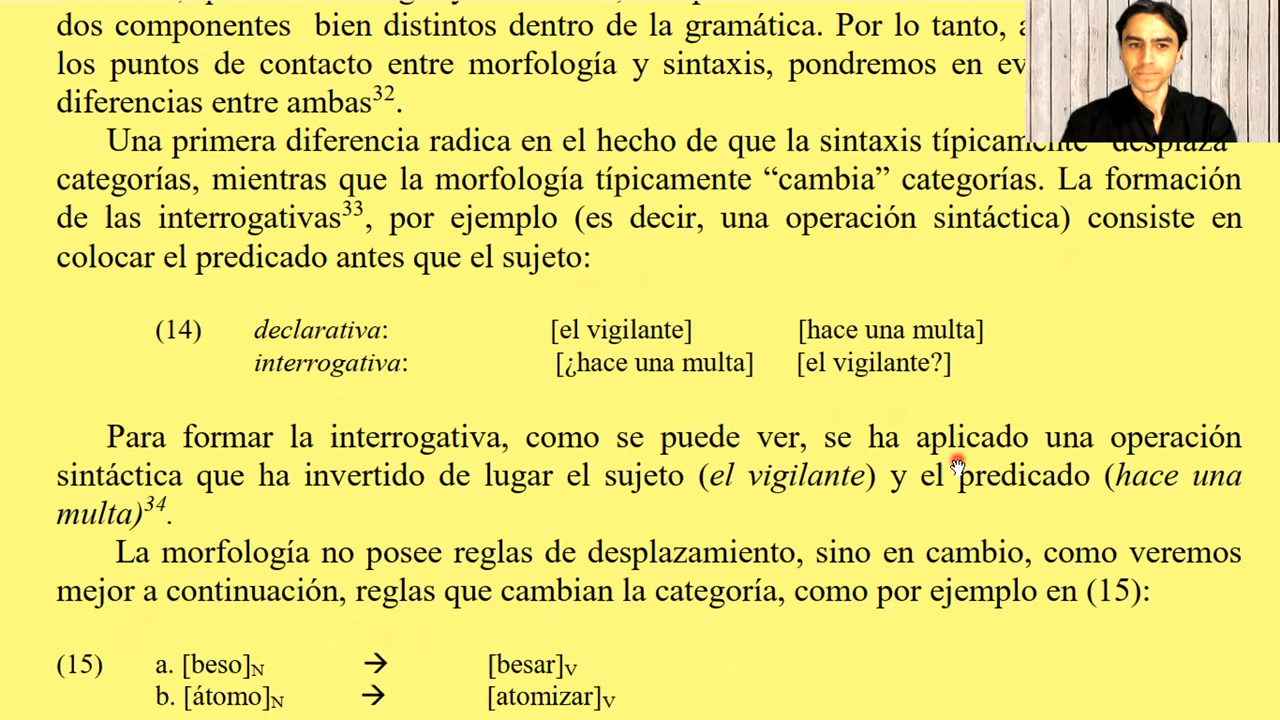 dos componentes bien distintos dentro de la gramática. Por lo tanto,
los puntos de contacto entre morfología y sintaxis, pondremos en
diferencias entre ambas³².
Una primera diferencia radica en el hecho de que la sintaxis típicamente "desplaza"
categorías, mientras que la morfología típicamente “cambia” categorías. La formación
de las interrogativas³³, por ejemplo (es decir, una operación sintáctica) consiste en
colocar el predicado antes que el sujeto:
(14) declarativa: [el vigilante] [hace una multa]
interrogativa: [¿hace una multa] [el vigilante?]
Para formar la interrogativa, como se puede ver, se ha aplicado una operación
sintáctica que ha invertido de lugar el sujeto (el vigilante) y el predicado (hace una
multa)³⁴.
La morfología no posee reglas de desplazamiento, sino en cambio, como veremos
mejor a continuación, reglas que cambian la categoría, como por ejemplo en (15):
(15) a. [beso]N → [besar]V
b. [átomo]N → [atomizar]V